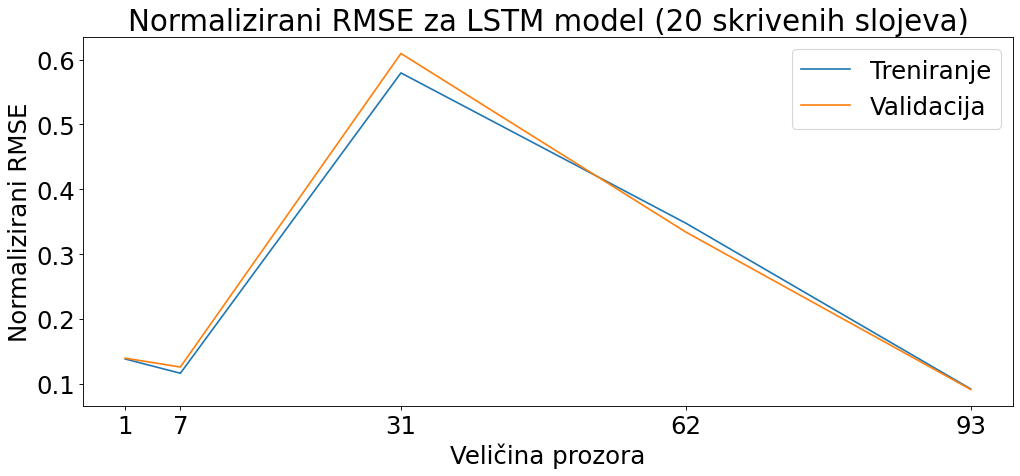 Normalizirani RMSE za LSTM model (20 skrivenih slojeva)
Treniranje
Validacija
Normalizirani RMSE
0.6
0.5
0.4
0.3
0.2
0.1
1 7 31 62 93
Veličina prozora